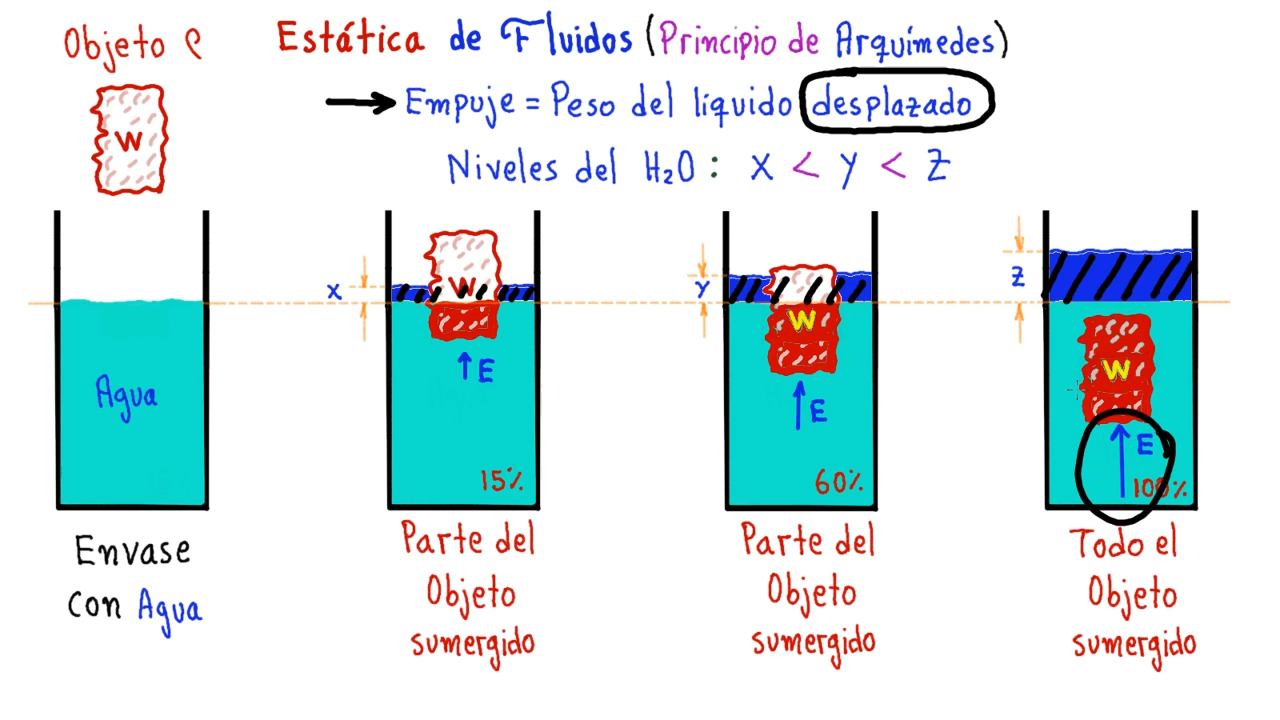 Objeto ρ
W
Estática de Fluidos (Principio de Arquímedes)
Empuje = Peso del líquido desplazado
Niveles del H₂O : X < Y < Z
Agua
Envase
con Agua
X
W
E
15%
Parte del
Objeto
sumergido
Y
W
E
60%
Parte del
Objeto
sumergido
Z
W
E
100%
Todo el
Objeto
sumergido